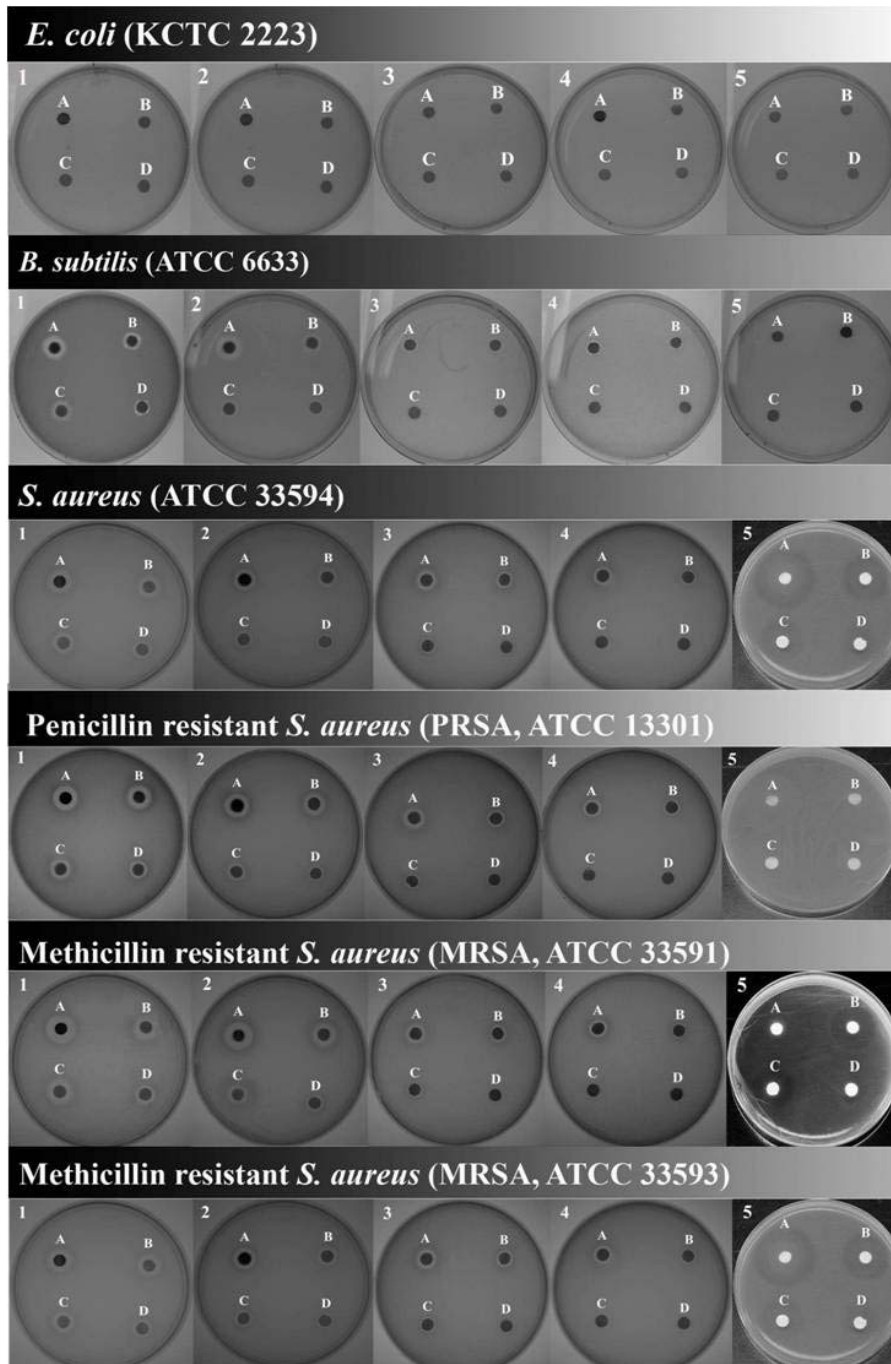 E. coli (KCTC 2223)
1 2 3 4 5
A B A B A B A B A B
C D C D C D C D C D
B. subtilis (ATCC 6633)
1 2 3 4 5
A B A B A B A B A B
C D C D C D C D C D
S. aureus (ATCC 33594)
1 2 3 4 5
A B A B A B A B A B
C D C D C D C D C D
Penicillin resistant S. aureus (PRSA, ATCC 13301)
1 2 3 4 5
A B A B A B A B A B
C D C D C D C D C D
Methicillin resistant S. aureus (MRSA, ATCC 33591)
1 2 3 4 5
A B A B A B A B A B
C D C D C D C D C D
Methicillin resistant S. aureus (MRSA, ATCC 33593)
1 2 3 4 5
A B A B A B A B A B
C D C D C D C D C D